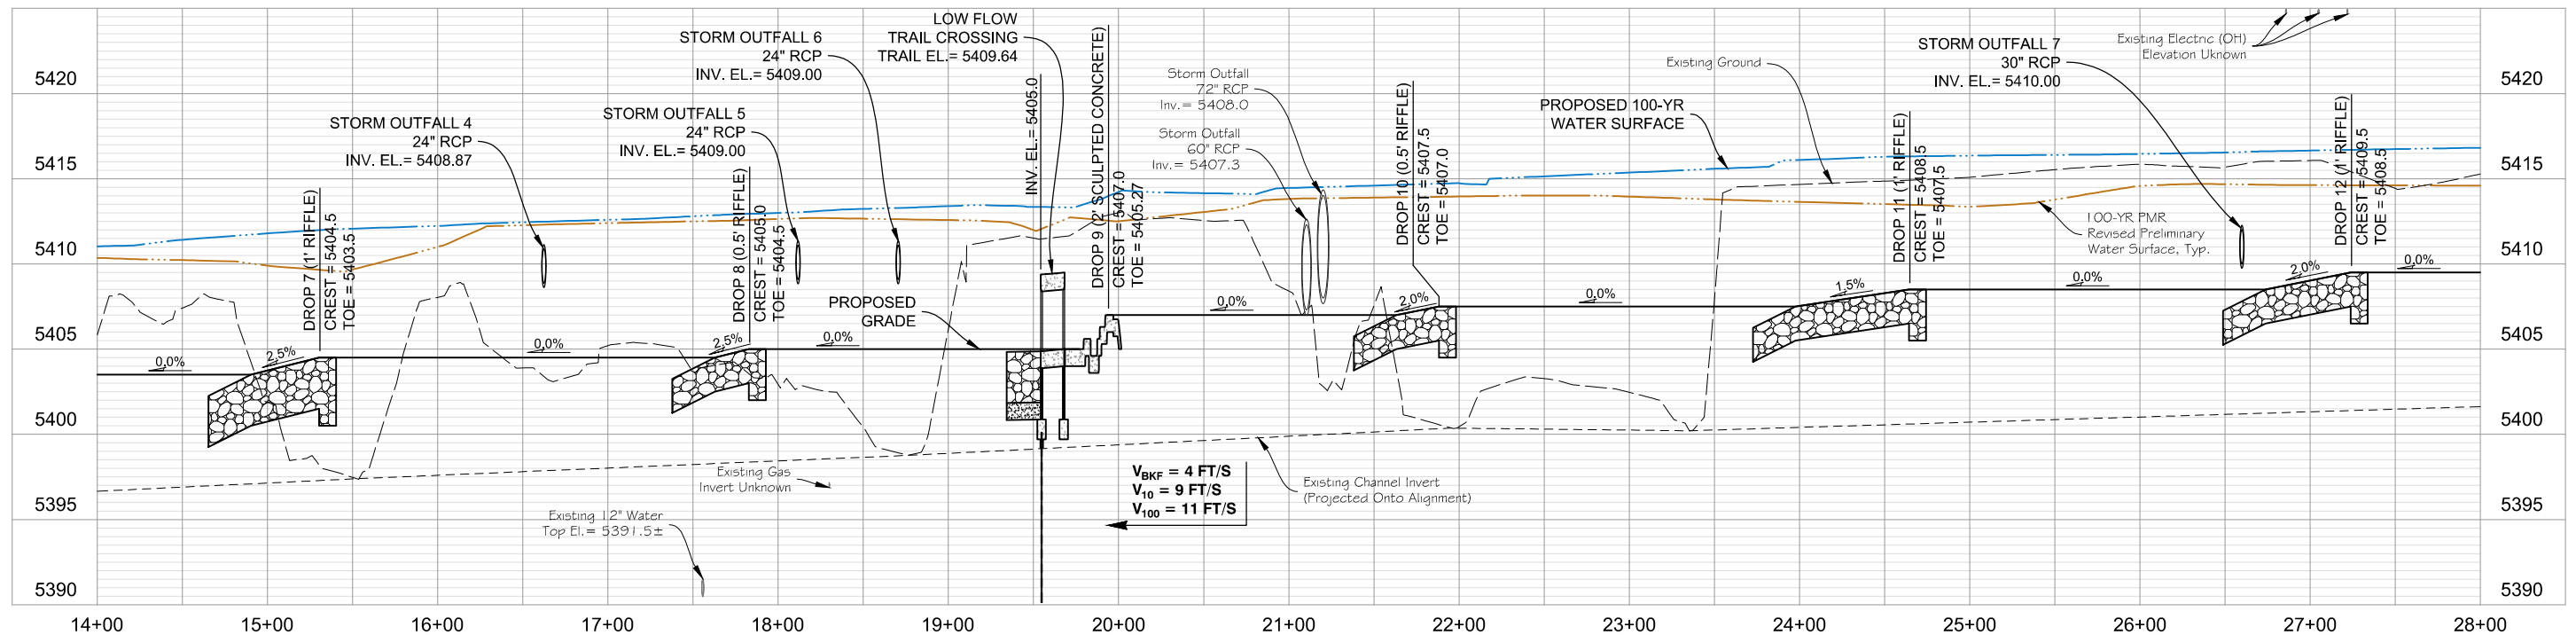 LOW FLOW
TRAIL CROSSING
TRAIL EL.= 5409.64
STORM OUTFALL 6
24" RCP
INV. EL.= 5409.00
STORM OUTFALL 4
24" RCP
INV. EL.= 5408.87
STORM OUTFALL 5
24" RCP
INV. EL.= 5409.00
Storm Outfall
72" RCP
Inv.= 5408.0
Storm Outfall
60" RCP
Inv.= 5407.3
Existing Ground
PROPOSED 100-YR
WATER SURFACE
STORM OUTFALL 7
30" RCP
INV. EL.= 5410.00
Existing Electric (OH)
Elevation Uknown
DROP 7 (1' RIFFLE)
CREST = 5404.5
TOE = 5403.5
DROP 8 (0.5' RIFFLE)
CREST = 5405.0
TOE = 5404.5
INV. EL.= 5405.0
DROP 9 (2' SCULPTED CONCRETE)
CREST = 5407.0
TOE = 5405.27
DROP 10 (0.5' RIFFLE)
CREST = 5407.5
TOE = 5407.0
DROP 11 (1' RIFFLE)
CREST = 5408.5
TOE = 5407.5
DROP 12 (1' RIFFLE)
CREST = 5409.5
TOE = 5408.5
100-YR PMR
Revised Preliminary
Water Surface, Typ.
PROPOSED
GRADE
0.0%
2.5%
0.0%
2.5%
0.0%
0.0%
2.0%
0.0%
1.5%
0.0%
2.0%
0.0%
Existing Gas
Invert Unknown
Existing 12" Water
Top El.= 5391.5±
VBKF = 4 FT/S
V10 = 9 FT/S
V100 = 11 FT/S
Existing Channel Invert
(Projected Onto Alignment)
5420
5415
5410
5405
5400
5395
5390
5420
5415
5410
5405
5400
5395
5390
14+00
15+00
16+00
17+00
18+00
19+00
20+00
21+00
22+00
23+00
24+00
25+00
26+00
27+00
28+00